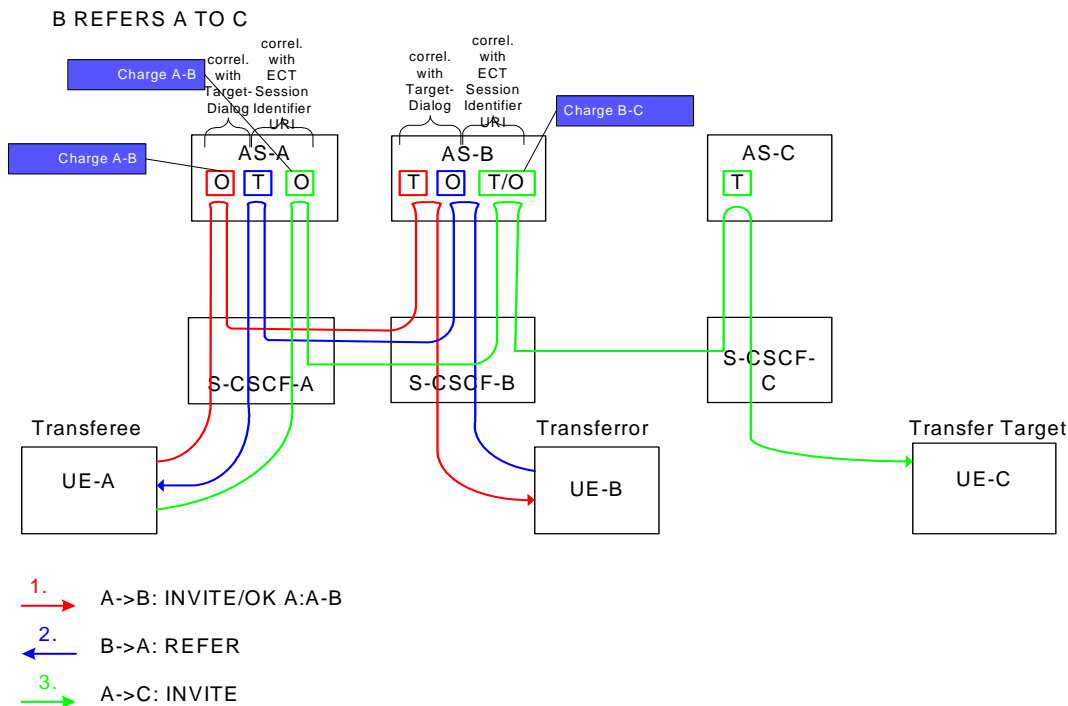 B REFERS A TO C
correl.
with
Target-
Dialog
correl.
with
ECT
Session
Identifier
URI
correl.
with
Target-
Dialog
correl.
with
ECT
Session
Identifier
URI
Charge A-B
Charge A-B
Charge B-C
AS-A
O T O
AS-B
T O T/O
AS-C
T
S-CSCF-A
S-CSCF-B
S-CSCF-
C
Transferee
UE-A
Transferror
UE-B
Transfer Target
UE-C
1. A->B: INVITE/OK A:A-B
2. B->A: REFER
3. A->C: INVITE